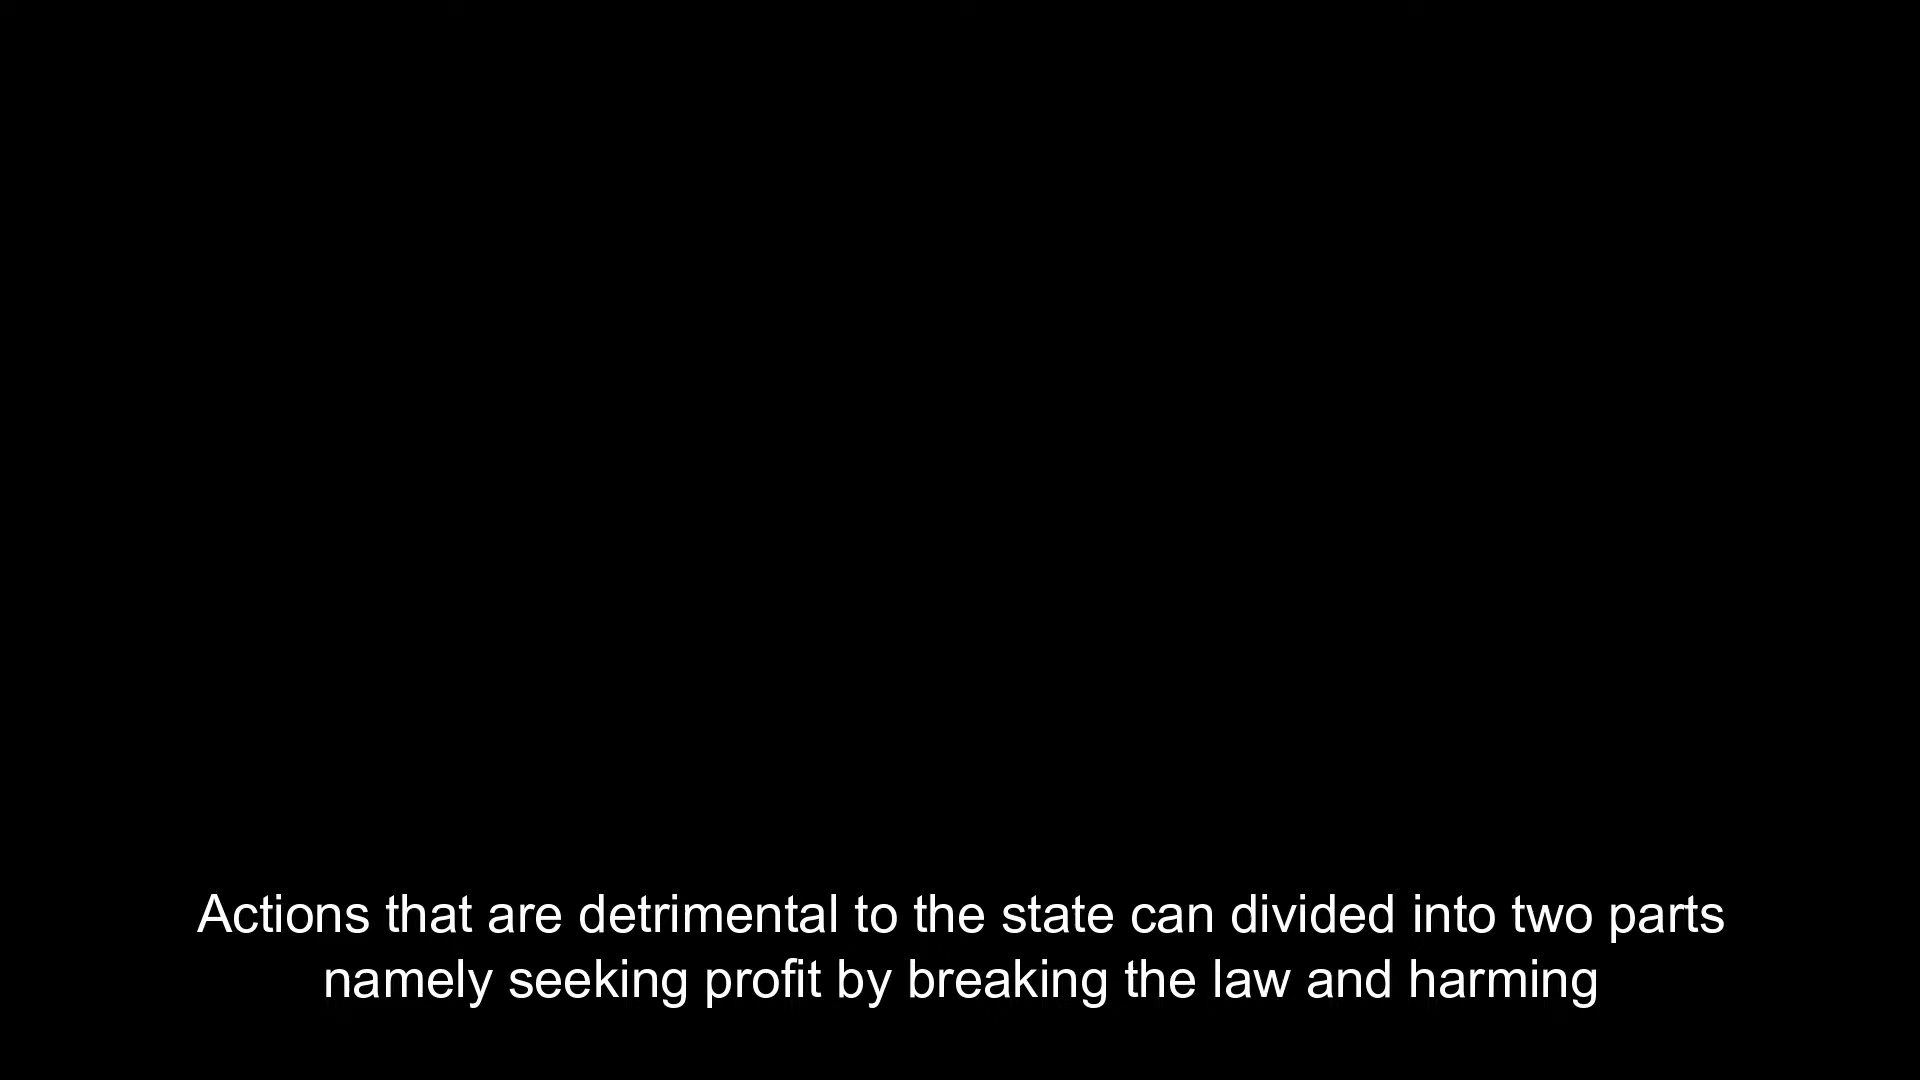 Actions that are detrimental to the state can divided into two parts
namely seeking profit by breaking the law and harming